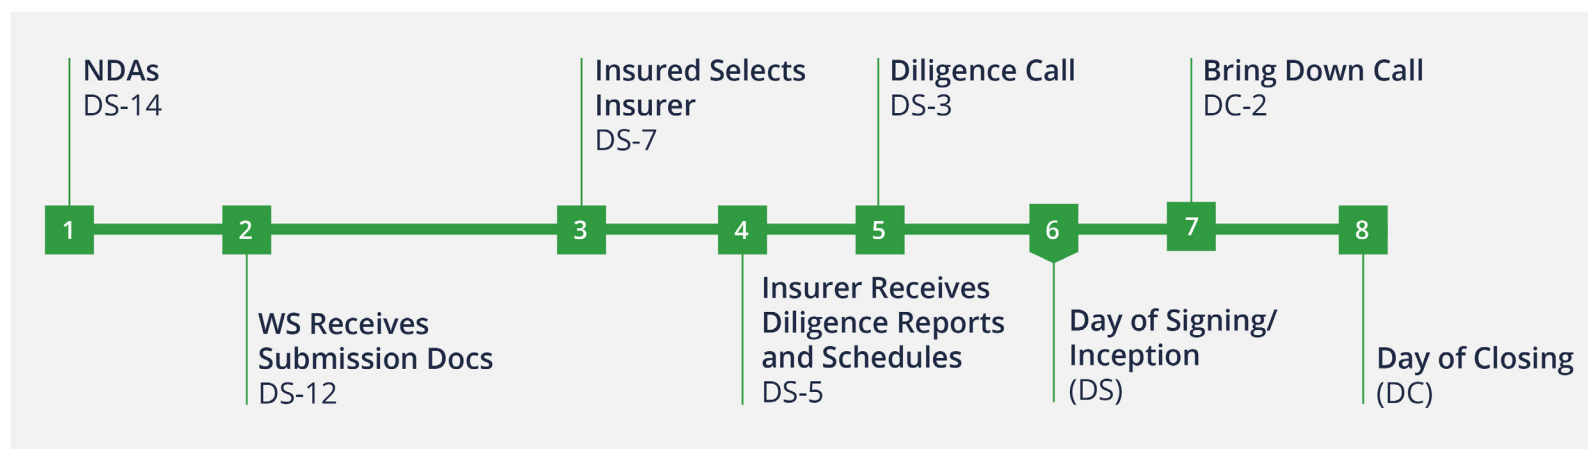 NDAs
DS-14
Insured Selects
Insurer
DS-7
Diligence Call
DS-3
Bring Down Call
DC-2
1
2
3
4
5
6
7
8
WS Receives
Submission Docs
DS-12
Insurer Receives
Diligence Reports
and Schedules
DS-5
Day of Signing/
Inception
(DS)
Day of Closing
(DC)